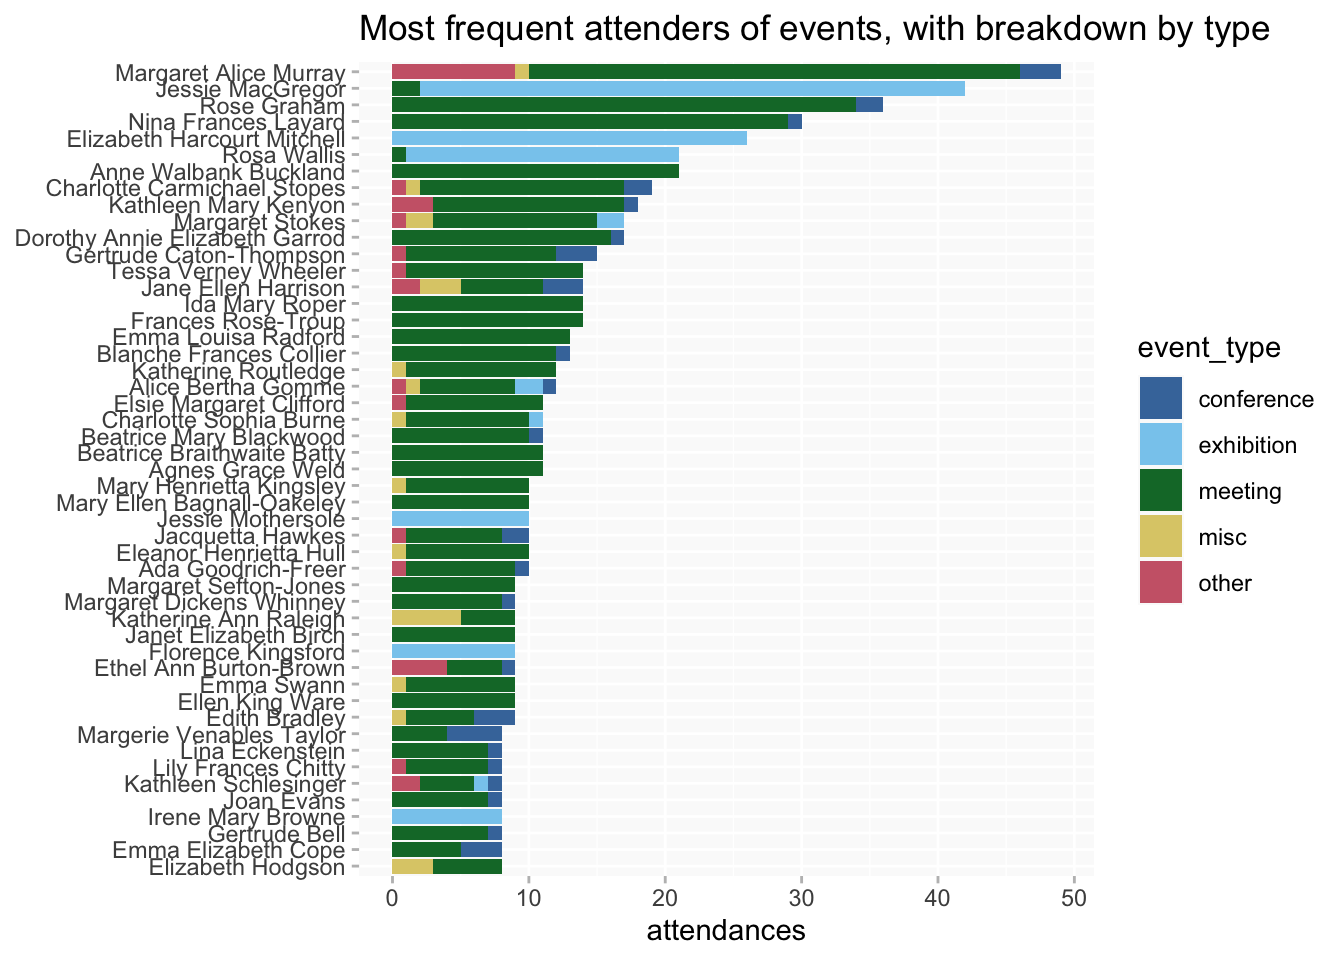 Most frequent attenders of events, with breakdown by type
Margaret Alice Murray
Jessie MacGregor
Rose Graham
Nina Frances Layard
Elizabeth Harcourt Mitchell
Rosa Wallis
Anne Walbank Buckland
Charlotte Carmichael Stopes
Kathleen Mary Kenyon
Margaret Stokes
Dorothy Annie Elizabeth Garrod
Gertrude Caton-Thompson
Tessa Verney Wheeler
Jane Ellen Harrison
Ida Mary Roper
Frances Rose-Troup
Emma Louisa Radford
Blanche Frances Collier
Katherine Routledge
Alice Bertha Gomme
Elsie Margaret Clifford
Charlotte Sophia Burne
Beatrice Mary Blackwood
Beatrice Braithwaite Batty
Agnes Grace Weld
Mary Henrietta Kingsley
Mary Ellen Bagnall-Oakeley
Jessie Mothersole
Jacquetta Hawkes
Eleanor Henrietta Hull
Ada Goodrich-Freer
Margaret Sefton-Jones
Margaret Dickens Whinney
Katherine Ann Raleigh
Janet Elizabeth Birch
Florence Kingsford
Ethel Ann Burton-Brown
Emma Swann
Ellen King Ware
Edith Bradley
Margerie Venables Taylor
Lina Eckenstein
Lily Frances Chitty
Kathleen Schlesinger
Joan Evans
Irene Mary Browne
Gertrude Bell
Emma Elizabeth Cope
Elizabeth Hodgson
0 10 20 30 40 50
attendances
event_type
conference
exhibition
meeting
misc
other